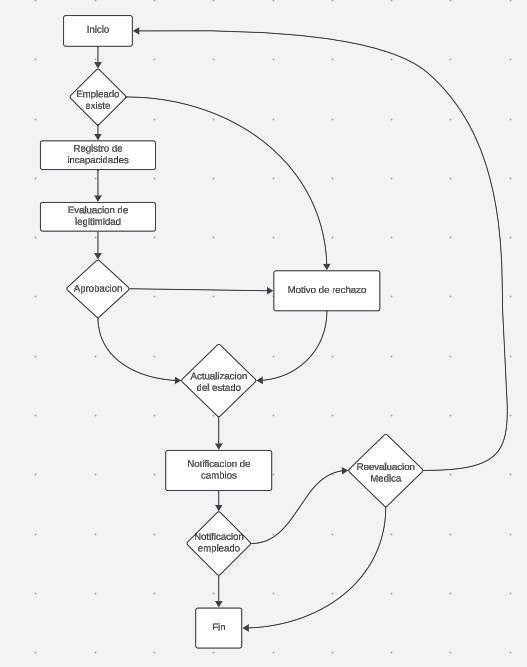 Inicio
Empleado
existe
Registro de
incapacidades
Evaluacion de
legitimidad
Aprobacion
Motivo de rechazo
Actualizacion
del estado
Notificacion de
cambios
Reevaluacion
Medica
Notificacion
empleado
Fin